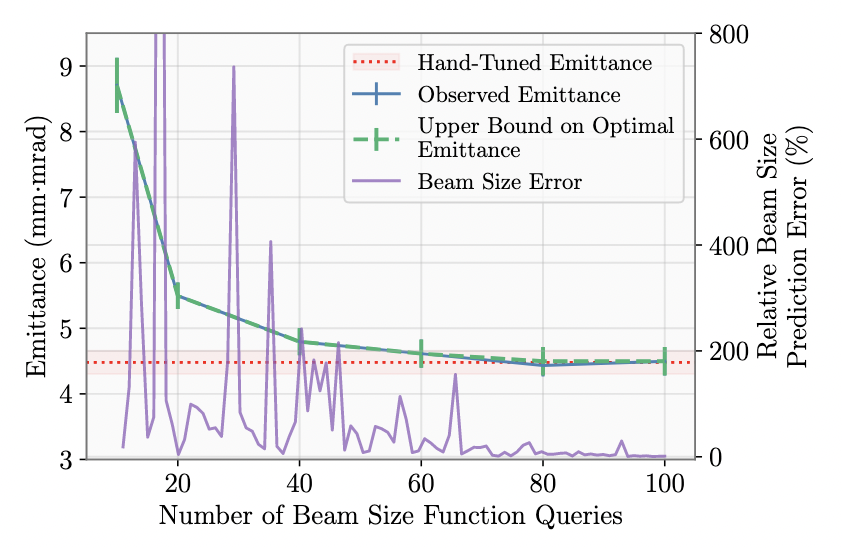 Hand-Tuned Emittance
Observed Emittance
Upper Bound on Optimal
Emittance
Beam Size Error
Emittance (mm·mrad)
9
8
7
6
5
4
3
800
600
400
200
0
Relative Beam Size
Prediction Error (%)
20 40 60 80 100
Number of Beam Size Function Queries